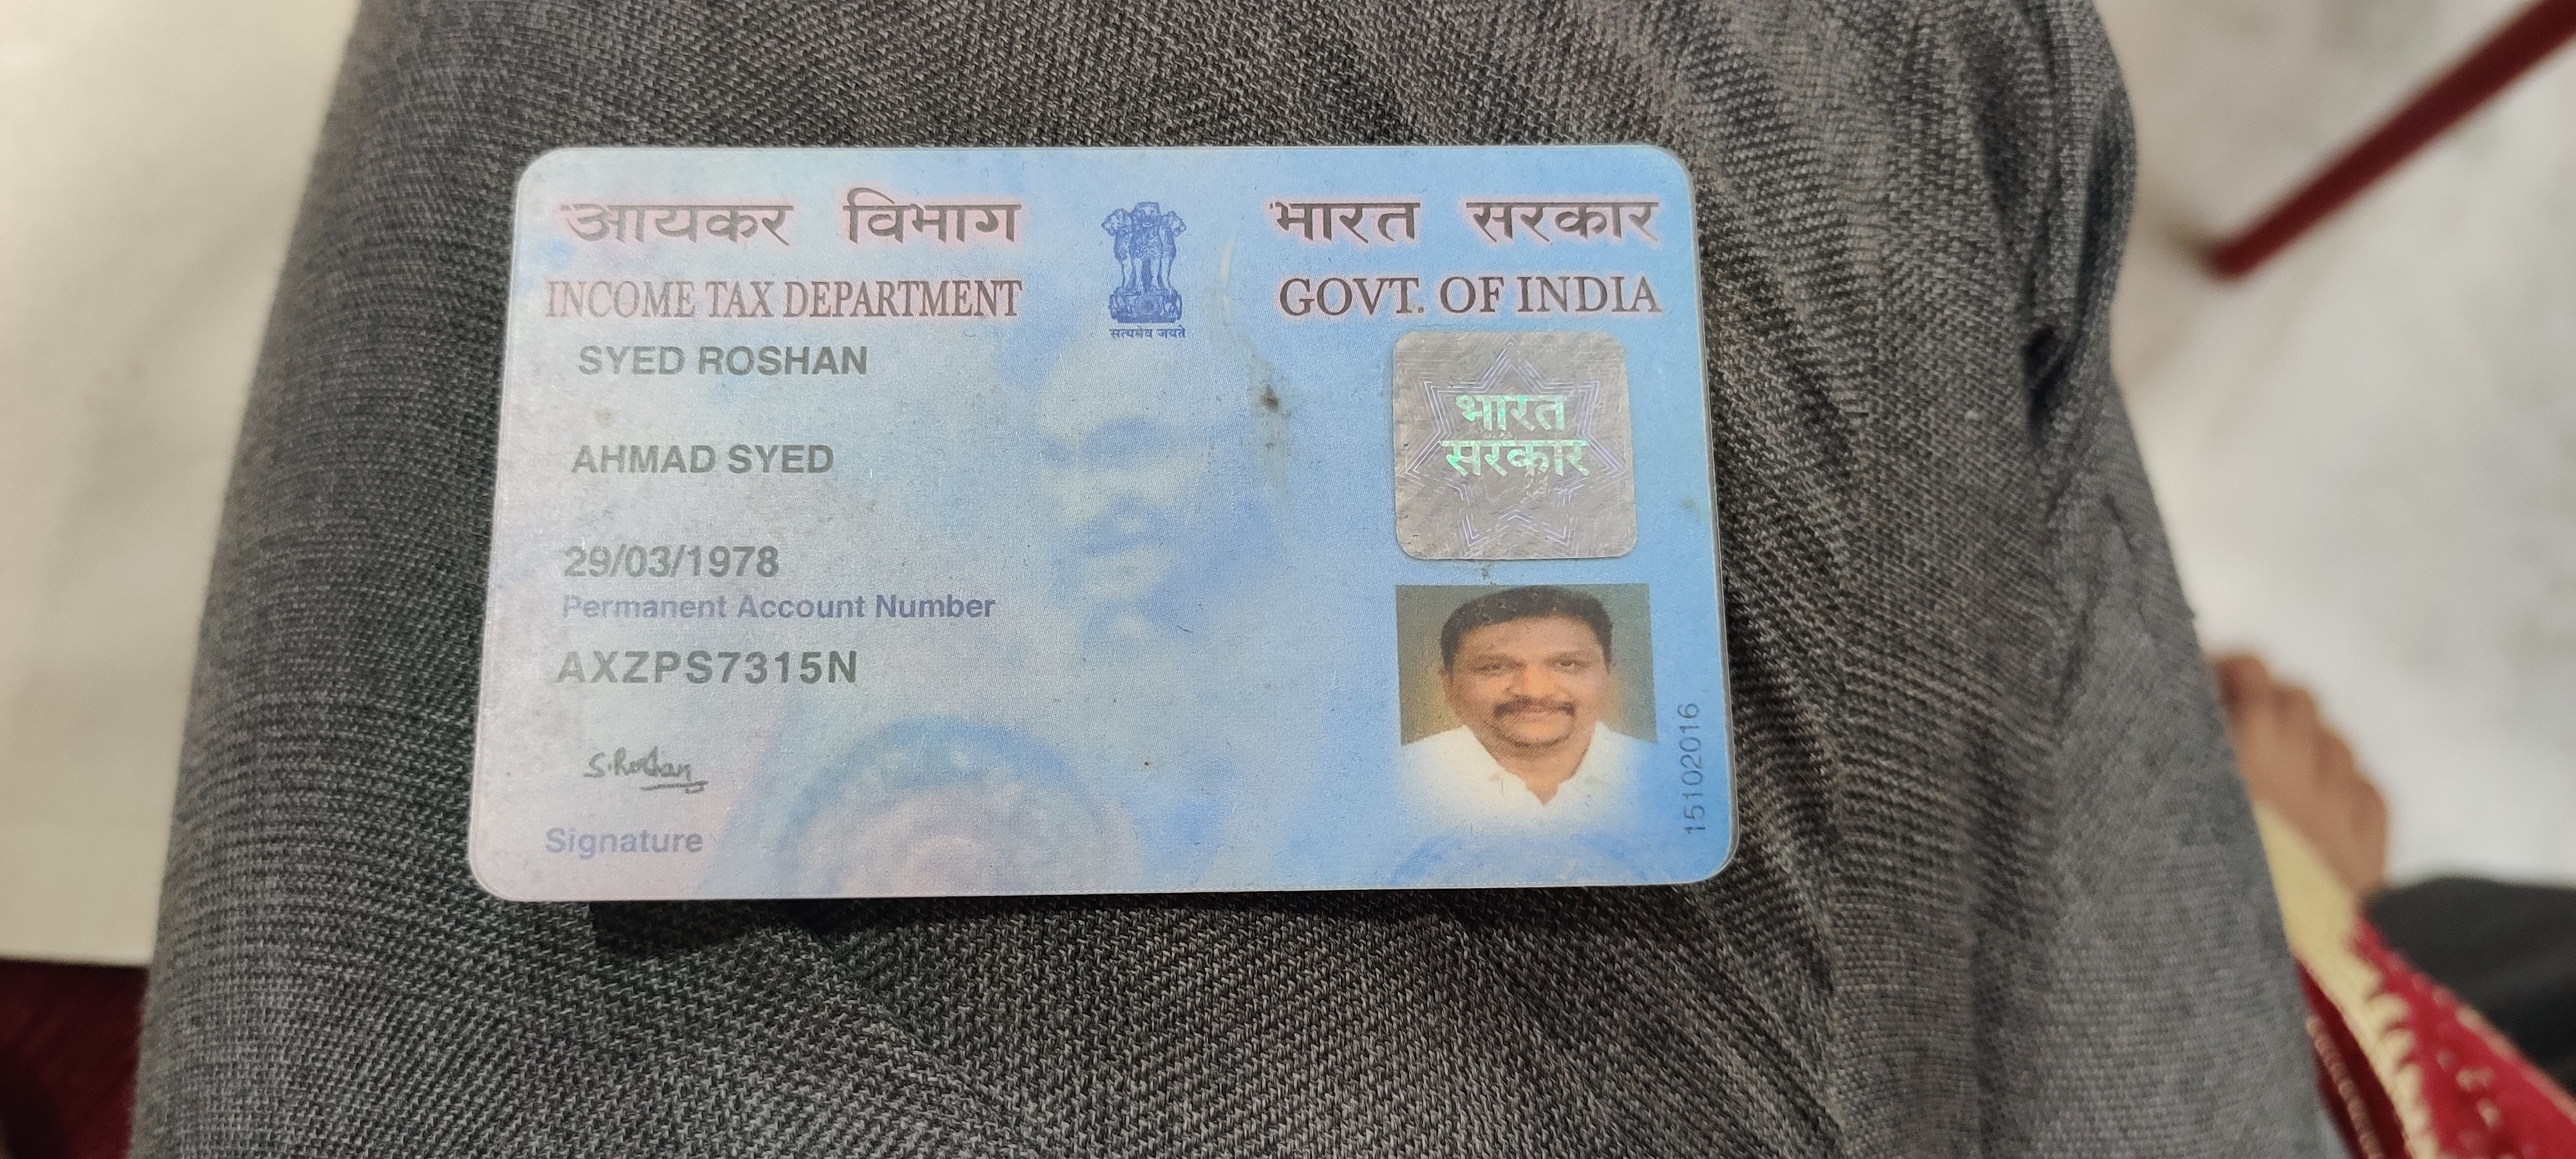 आयकर विभाग
भारत सरकार
INCOME TAX DEPARTMENT
GOVT. OF INDIA
सत्यमेव जयते
SYED ROSHAN
भारत
सरकार
AHMAD SYED
29/03/1978
Permanent Account Number
AXZPS7315N
S.Roshan
Signature
15102016